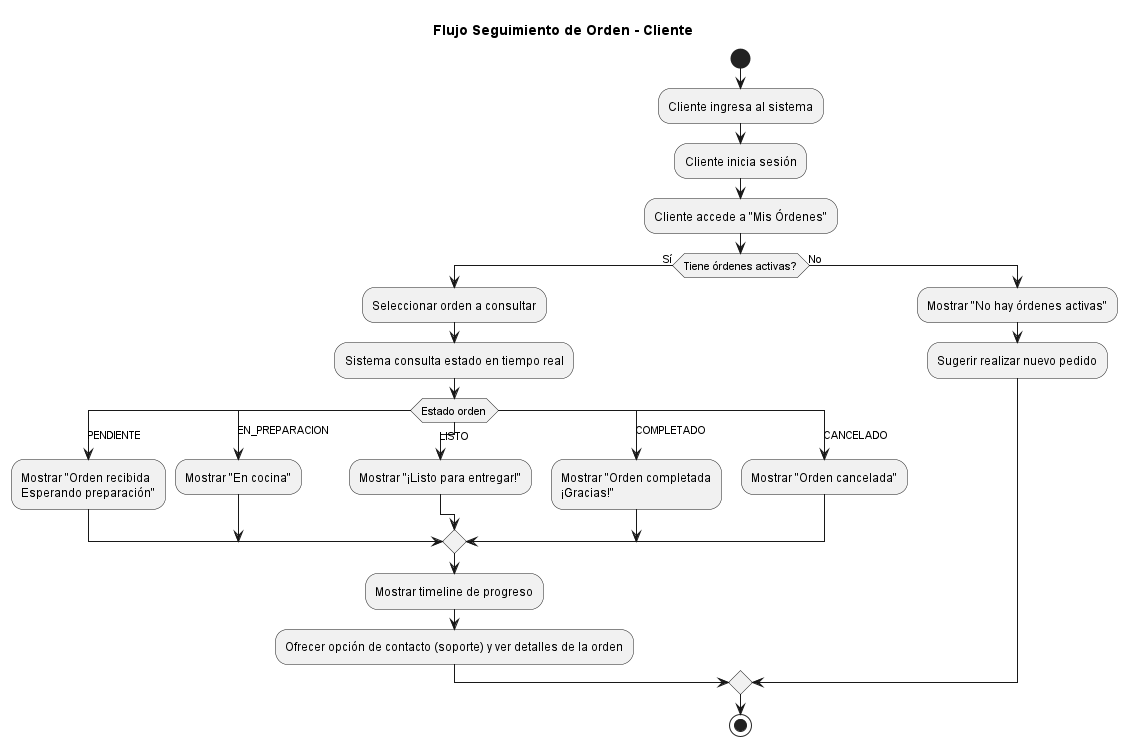 Flujo Seguimiento de Orden - Cliente
Cliente ingresa al sistema
Cliente inicia sesión
Cliente accede a "Mis Órdenes"
Sí
Tiene órdenes activas?
No
Seleccionar orden a consultar
Mostrar "No hay órdenes activas"
Sistema consulta estado en tiempo real
Sugerir realizar nuevo pedido
Estado orden
PENDIENTE
EN_PREPARACION
LISTO
COMPLETADO
CANCELADO
Mostrar "Orden recibida
Esperando preparación"
Mostrar "En cocina"
Mostrar "¡Listo para entregar!"
Mostrar "Orden completada
¡Gracias!"
Mostrar "Orden cancelada"
Mostrar timeline de progreso
Ofrecer opción de contacto (soporte) y ver detalles de la orden